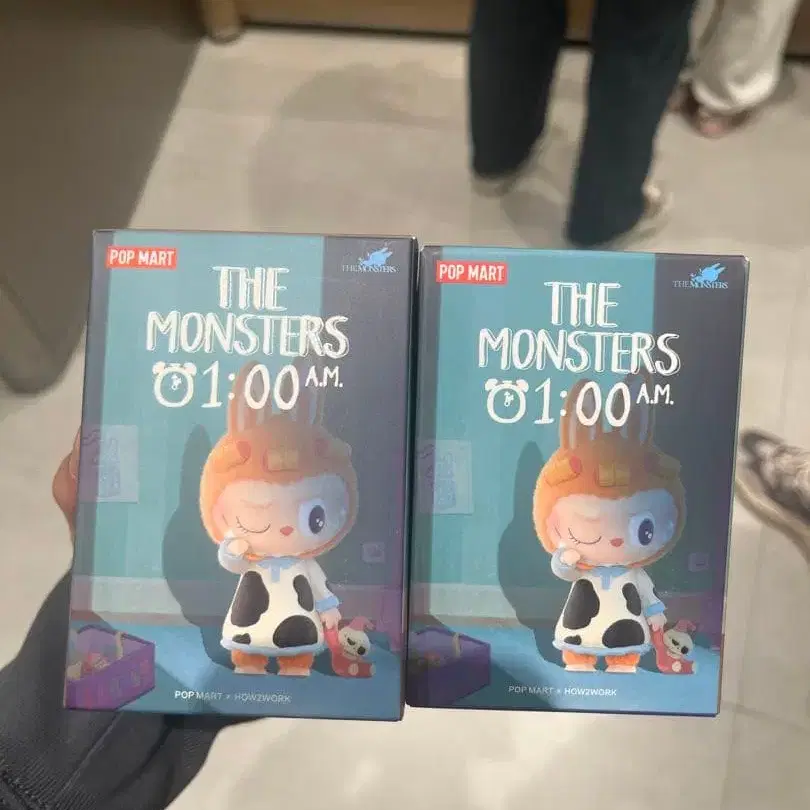 POP MART
THE MONSTERS
THE
MONSTERS
1:00 A.M.
POP MART × HOW2WORK
POP MART
THE MONSTERS
THE
MONSTERS
1:00 A.M.
POP MART × HOW2WORK